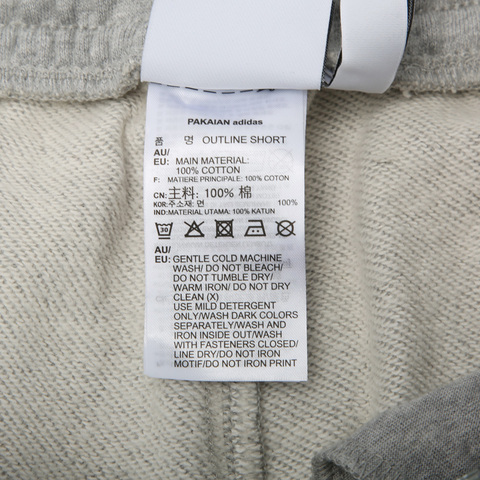 PAKAIAN adidas
품 명 OUTLINE SHORT
AU/
EU: MAIN MATERIAL:
100% COTTON
F: MATIERE PRINCIPALE: 100% COTON
CN: 主料: 100% 棉
KOR: 주소재: 면 100%
IND: MATERIAL UTAMA: 100% KATUN
30
AU/
EU: GENTLE COLD MACHINE
WASH/ DO NOT BLEACH/
DO NOT TUMBLE DRY/
WARM IRON/ DO NOT DRY
CLEAN (X)
USE MILD DETERGENT
ONLY/WASH DARK COLORS
SEPARATELY/WASH AND
IRON INSIDE OUT/WASH
WITH FASTENERS CLOSED/
LINE DRY/DO NOT IRON
MOTIF/DO NOT IRON PRINT